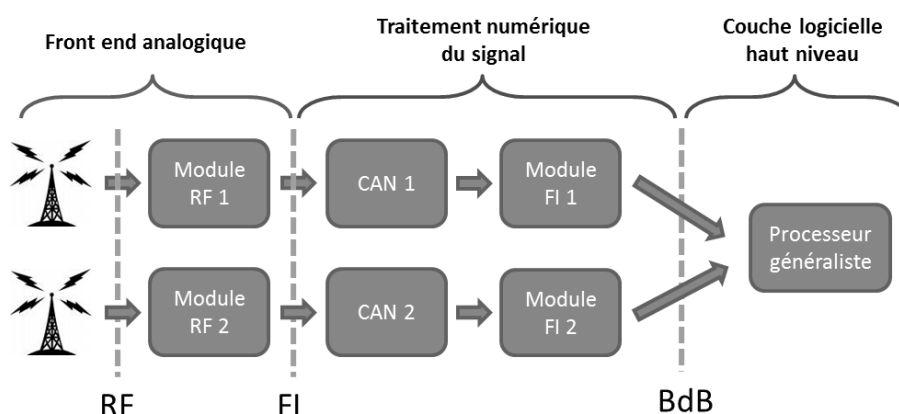 Front end analogique
Traitement numérique
du signal
Couche logicielle
haut niveau
Module
RF 1
CAN 1
Module
FI 1
Processeur
généraliste
Module
RF 2
CAN 2
Module
FI 2
RF
FI
BdB